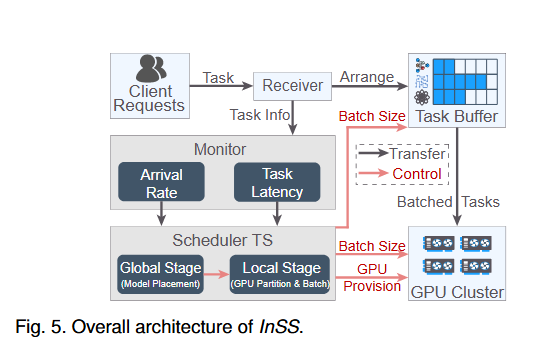 Client
Requests
Task
Receiver
Arrange
Task Buffer
Task Info
Batch Size
Monitor
Arrival
Rate
Task
Latency
Transfer
Control
Batched Tasks
Scheduler TS
Global Stage
(Model Placement)
Local Stage
(GPU Partition & Batch)
Batch Size
GPU
Provision
GPU Cluster
Fig. 5. Overall architecture of InSS.